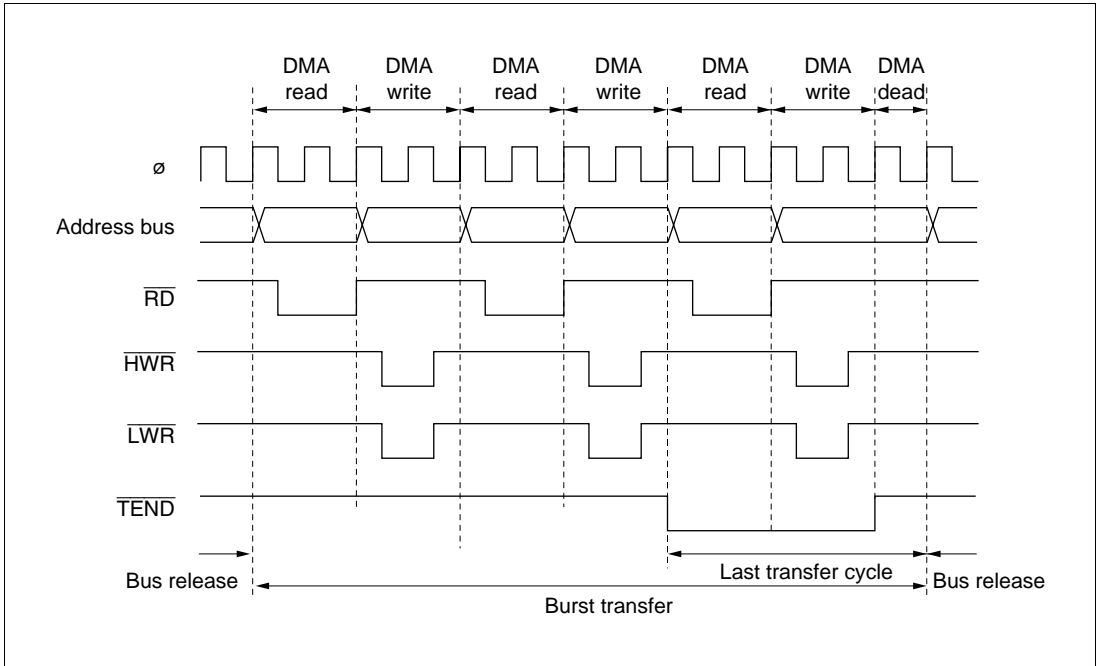 DMA read
DMA write
DMA read
DMA write
DMA read
DMA write
DMA dead
ø
Address bus
RD
HWR
LWR
TEND
Last transfer cycle
Bus release
Bus release
Burst transfer